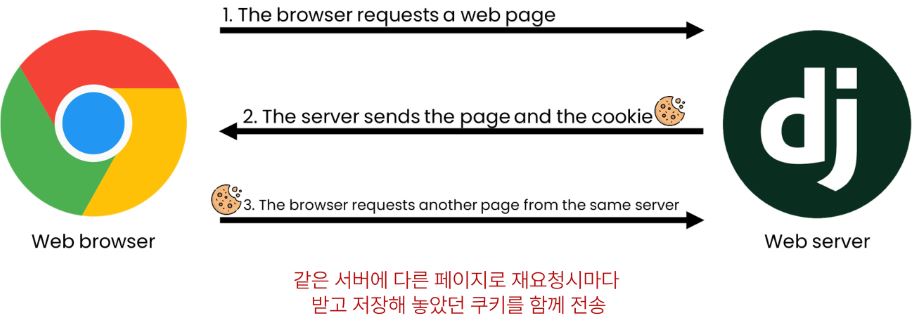 1. The browser requests a web page
2. The server sends the page and the cookie
3. The browser requests another page from the same server
Web browser
dj
Web server
같은 서버에 다른 페이지로 재요청시마다
받고 저장해 놓았던 쿠키를 함께 전송